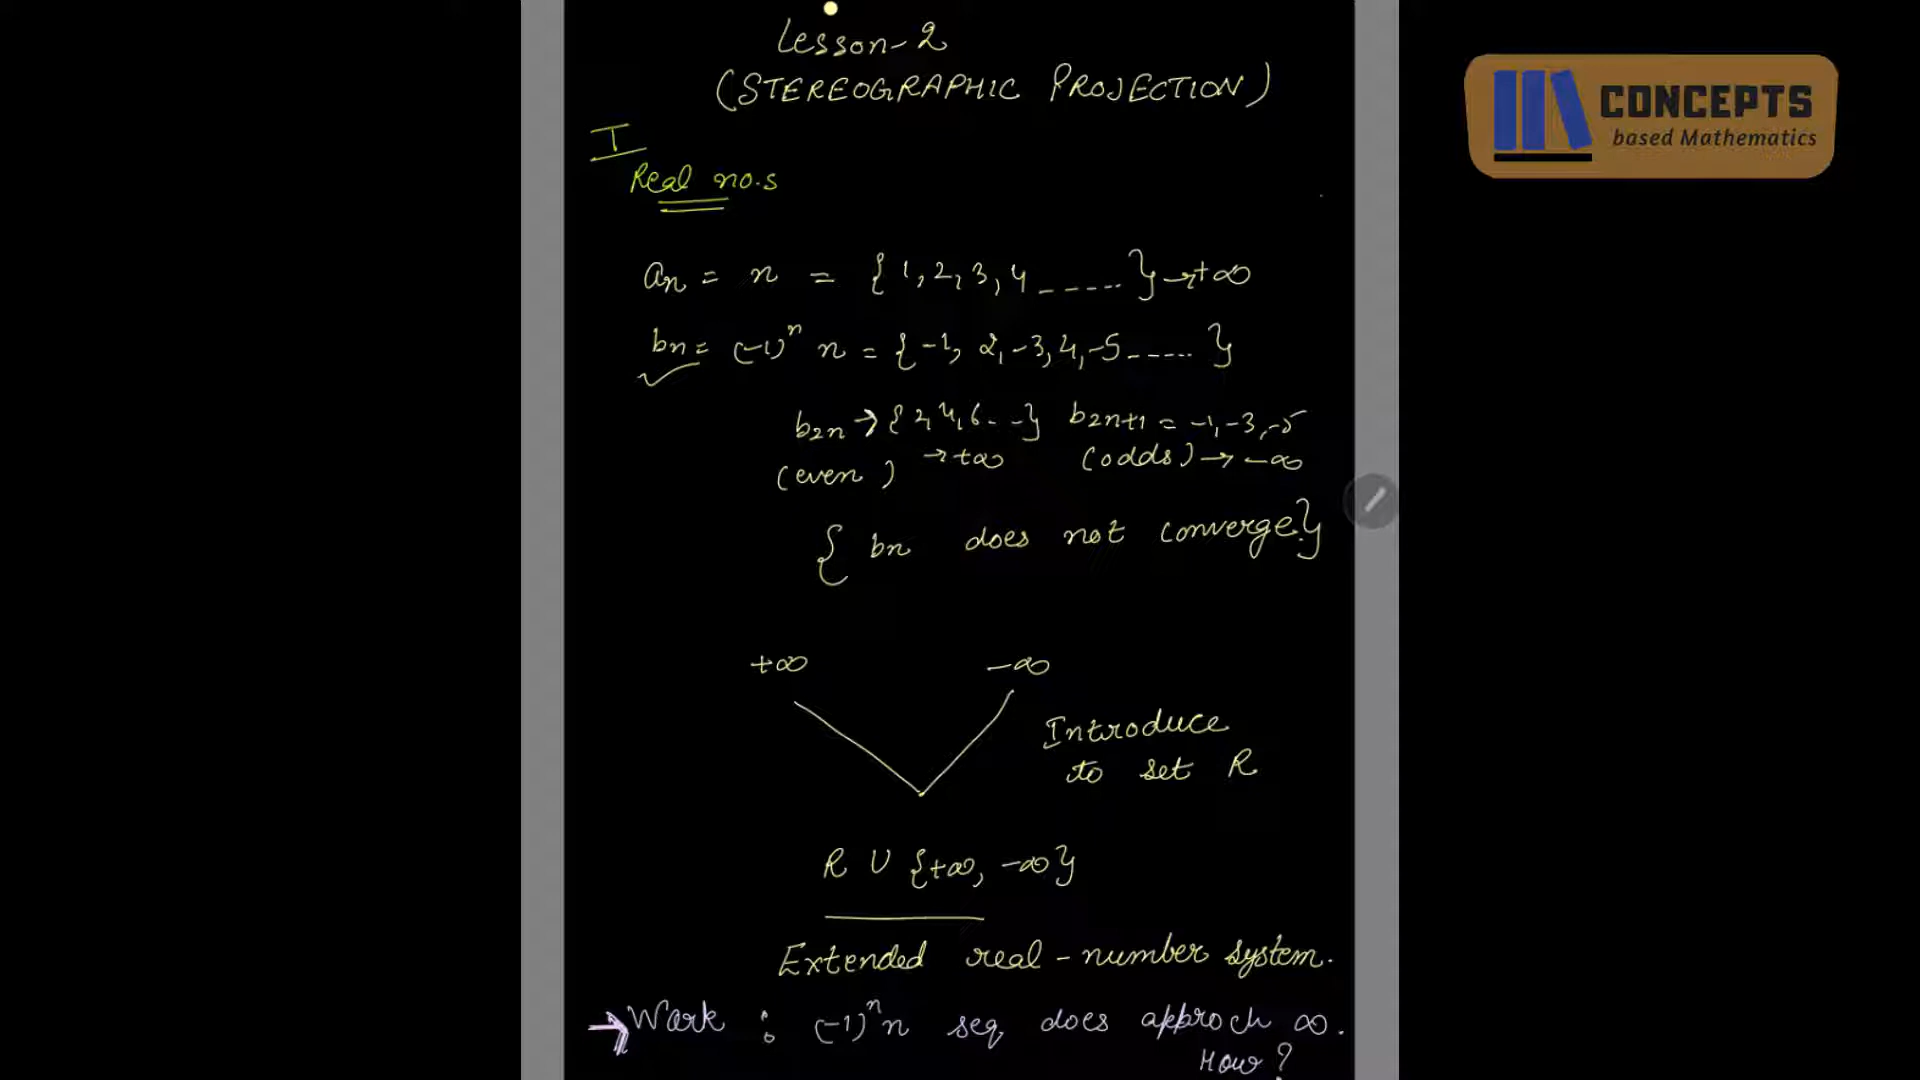 Lesson-2
(STEREOGRAPHIC PROJECTION)
CONCEPTS
based Mathematics
I
Real no.s
an = n = {1, 2, 3, 4 ------} → +∞
bn = (-1)^n n = {-1, 2, -3, 4, -5 ----- }
b2n → {2, 4, 6 - -} b2n+1 = -1, -3, -5
(even) → +∞ (odds) → -∞
{ bn does not converge.}
+∞ -∞
Introduce
to set R
R ∪ {+∞, -∞}
Extended real-number system.
→ Work : (-1)^n n seq does approch ∞.
How?